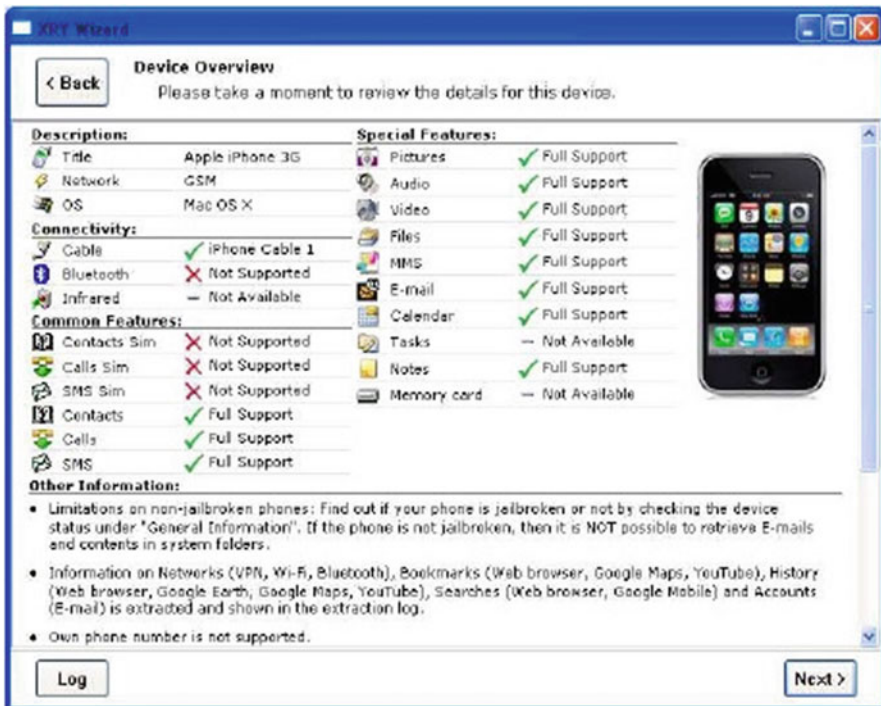 XRY Wizard
< Back
Device Overview
Please take a moment to review the details for this device.
Description:
Title Apple iPhone 3G
Network GSM
OS Mac OS X
Connectivity:
Cable iPhone Cable 1
Bluetooth Not Supported
Infrared – Not Available
Common Features:
Contacts Sim Not Supported
Calls Sim Not Supported
SMS Sim Not Supported
Contacts Full Support
Calls Full Support
SMS Full Support
Special Features:
Pictures Full Support
Audio Full Support
Video Full Support
Files Full Support
MMS Full Support
E-mail Full Support
Calendar Full Support
Tasks – Not Available
Notes Full Support
Memory card – Not Available
Other Information:
• Limitations on non-jailbroken phones: Find out if your phone is jailbroken or not by checking the device
status under "General Information". If the phone is not jailbroken, then it is NOT possible to retrieve E-mails
and contents in system folders.
• Information on Networks (VPN, Wi-Fi, Bluetooth), Bookmarks (Web browser, Google Maps, YouTube), History
(Web browser, Google Earth, Google Maps, YouTube), Searches (Web browser, Google Mobile) and Accounts
(E-mail) is extracted and shown in the extraction log.
• Own phone number is not supported.
Log
Next >